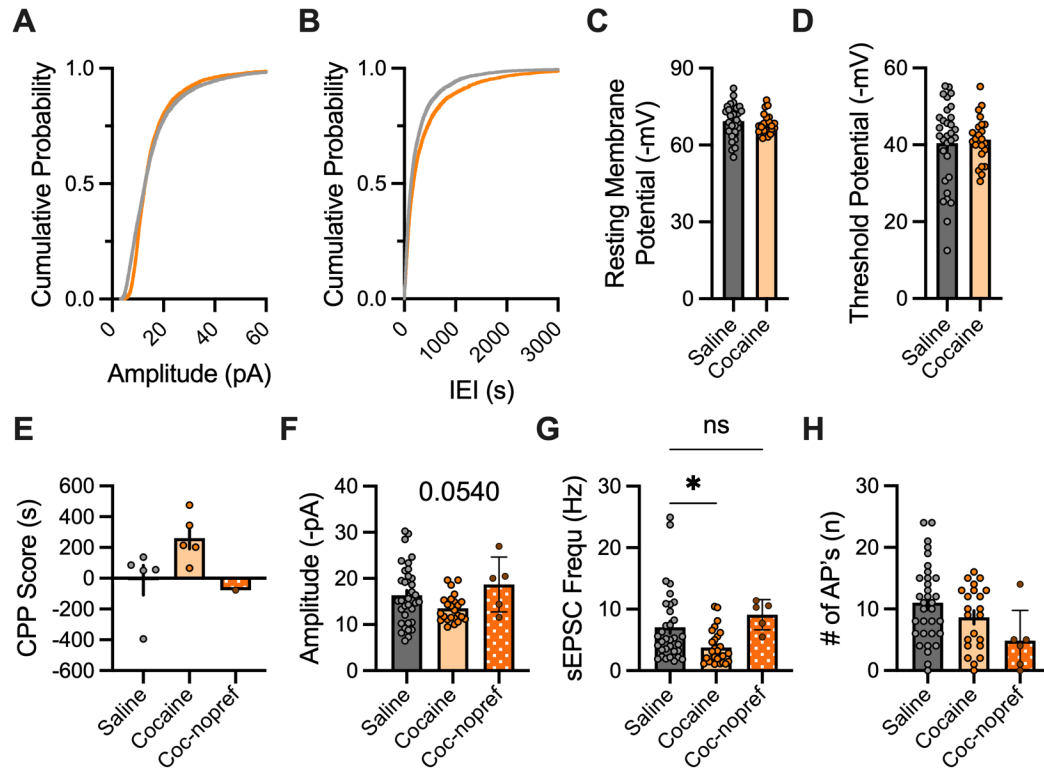 A
Cumulative Probability
1.0
0.5
0.0
0
20
40
60
Amplitude (pA)
B
Cumulative Probability
1.0
0.5
0.0
0
1000
2000
3000
IEI (s)
C
Resting Membrane
Potential (-mV)
90
60
30
0
Saline
Cocaine
D
Threshold Potential (-mV)
60
40
20
0
Saline
Cocaine
E
CPP Score (s)
600
400
200
0
-200
-400
-600
Saline
Cocaine
Coc-nopref
F
Amplitude (-pA)
40
30
20
10
0
0.0540
Saline
Cocaine
Coc-nopref
G
sEPSC Frequ (Hz)
30
20
10
0
ns
*
Saline
Cocaine
Coc-nopref
H
# of AP's (n)
30
20
10
0
Saline
Cocaine
Coc-nopref